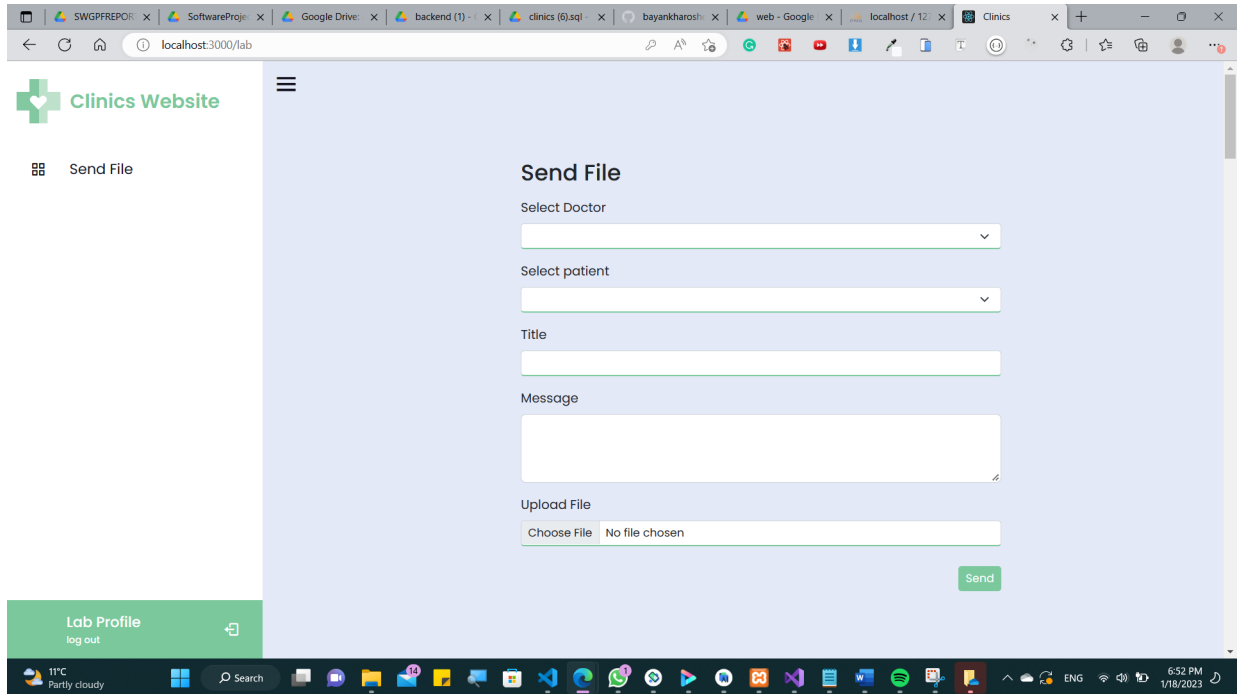 SWGPFREPOR
SoftwareProjec
Google Drive:
backend (1) -
clinics (6).sql -
bayankharosh
web - Google
localhost / 12
Clinics
localhost:3000/lab
Clinics Website
Send File
Send File
Select Doctor
Select patient
Title
Message
Upload File
Choose File No file chosen
Send
Lab Profile
log out
11°C
Partly cloudy
Search
14
ENG
6:52 PM
1/18/2023